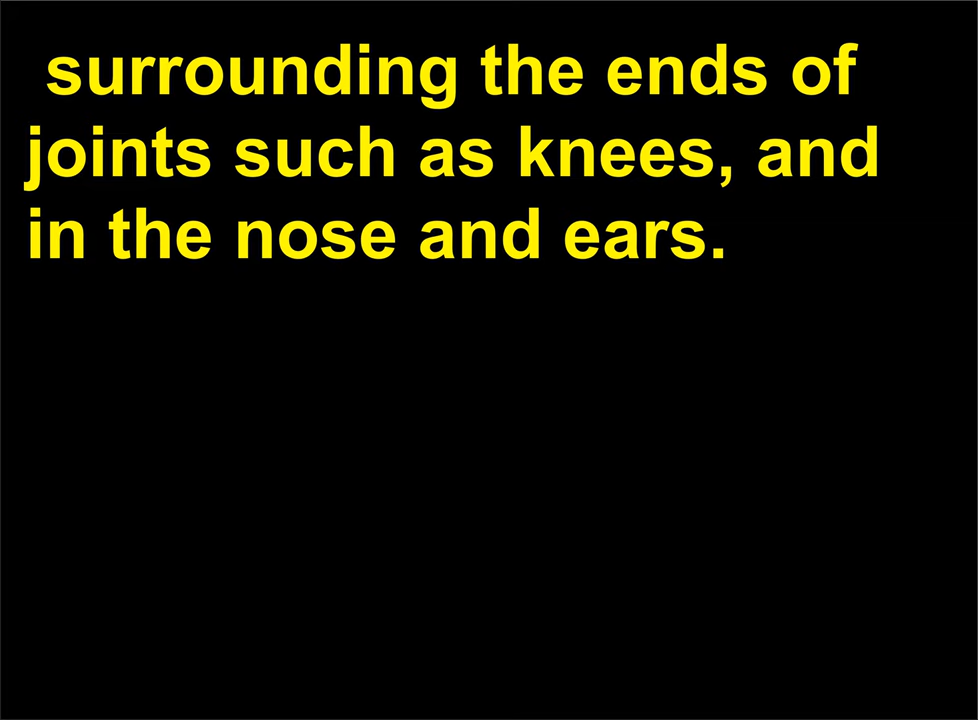 surrounding the ends of
joints such as knees, and
in the nose and ears.